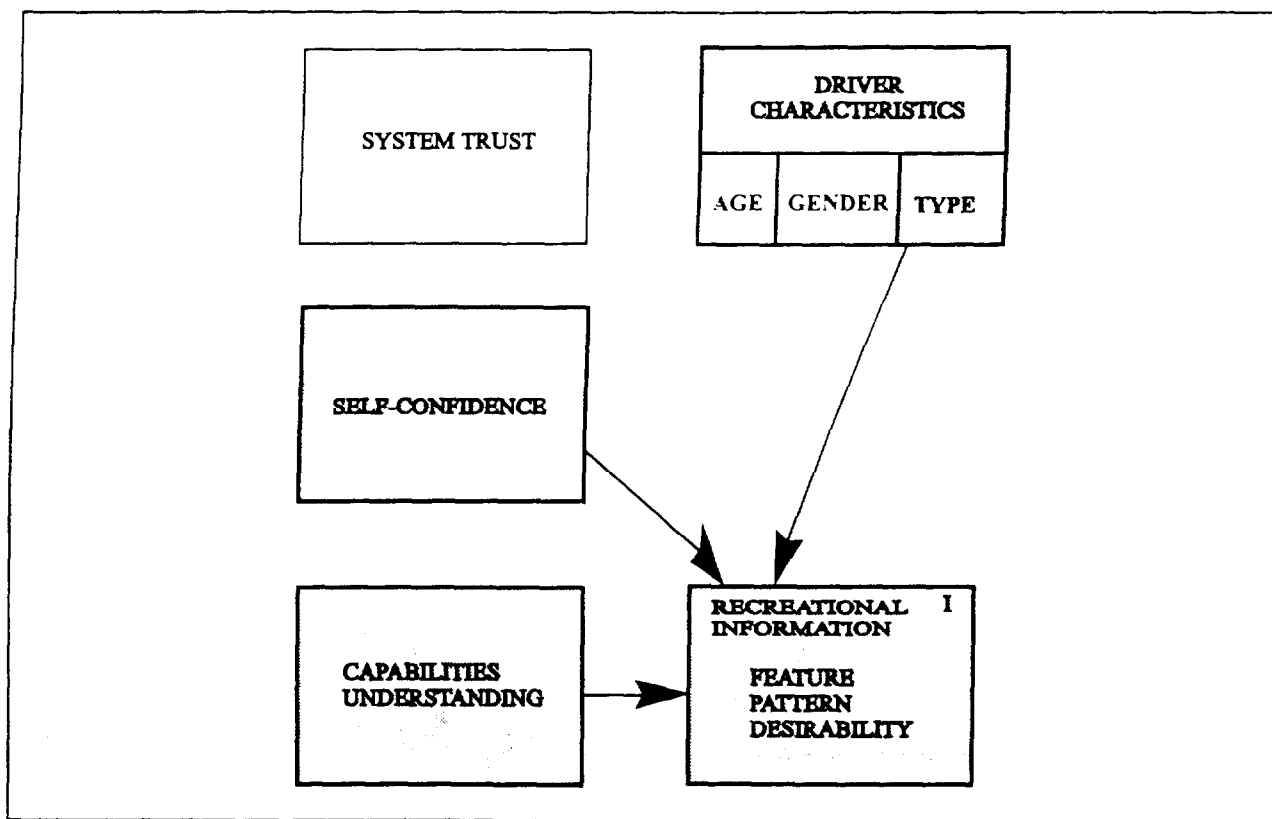 SYSTEM TRUST
DRIVER
CHARACTERISTICS
AGE GENDER TYPE
SELF-CONFIDENCE
CAPABILITIES
UNDERSTANDING
RECREATIONAL I
INFORMATION
FEATURE
PATTERN
DESIRABILITY